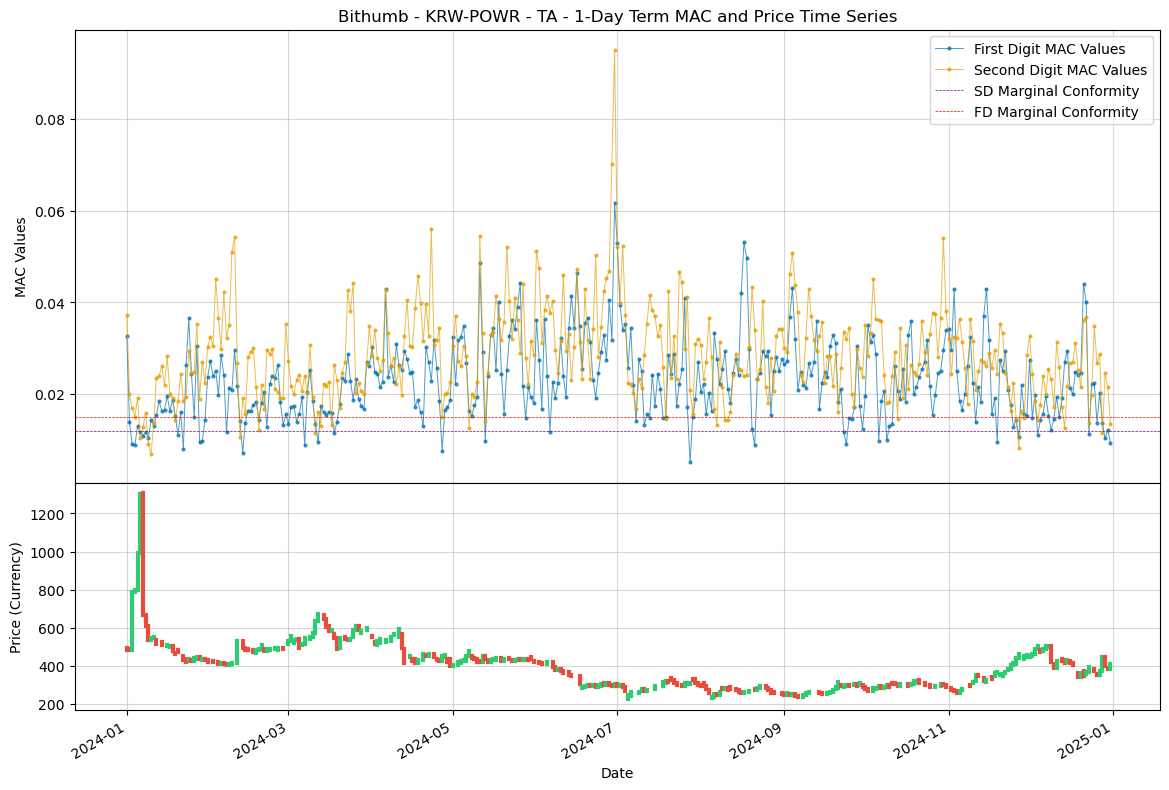 Bithumb - KRW-POWR - TA - 1-Day Term MAC and Price Time Series
First Digit MAC Values
Second Digit MAC Values
SD Marginal Conformity
FD Marginal Conformity
MAC Values
0.08
0.06
0.04
0.02
Price (Currency)
1200
1000
800
600
400
200
2024-01
2024-03
2024-05
2024-07
2024-09
2024-11
2025-01
Date